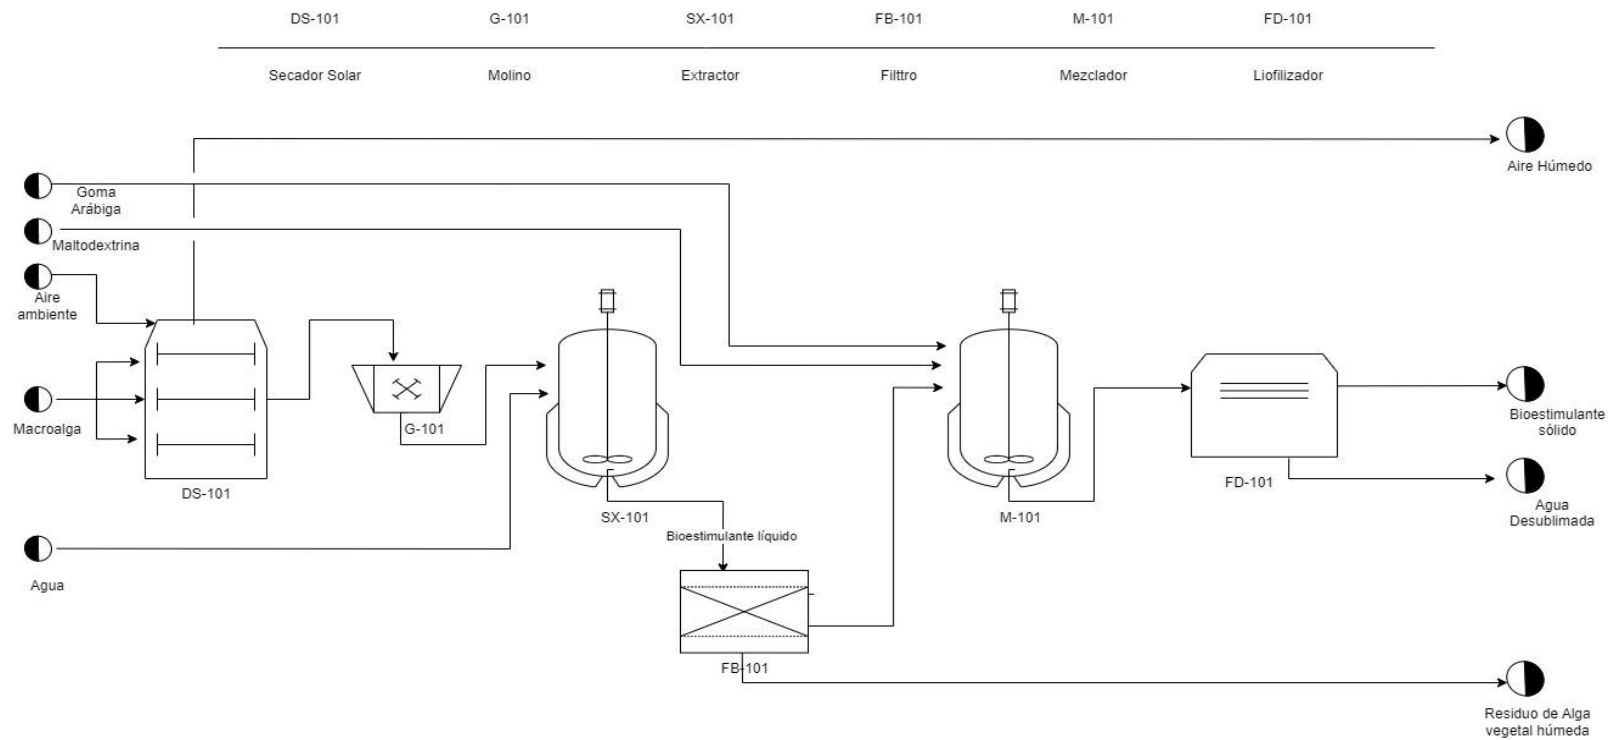 DS-101 G-101 SX-101 FB-101 M-101 FD-101
Secador Solar Molino Extractor Filttro Mezclador Liofilizador
Aire Húmedo
Goma
Arábiga
Maltodextrina
Aire
ambiente
Macroalga
G-101
DS-101
Bioestimulante
sólido
FD-101
SX-101
M-101
Agua
Desublimada
Bioestimulante líquido
Agua
FB-101
Residuo de Alga
vegetal húmeda